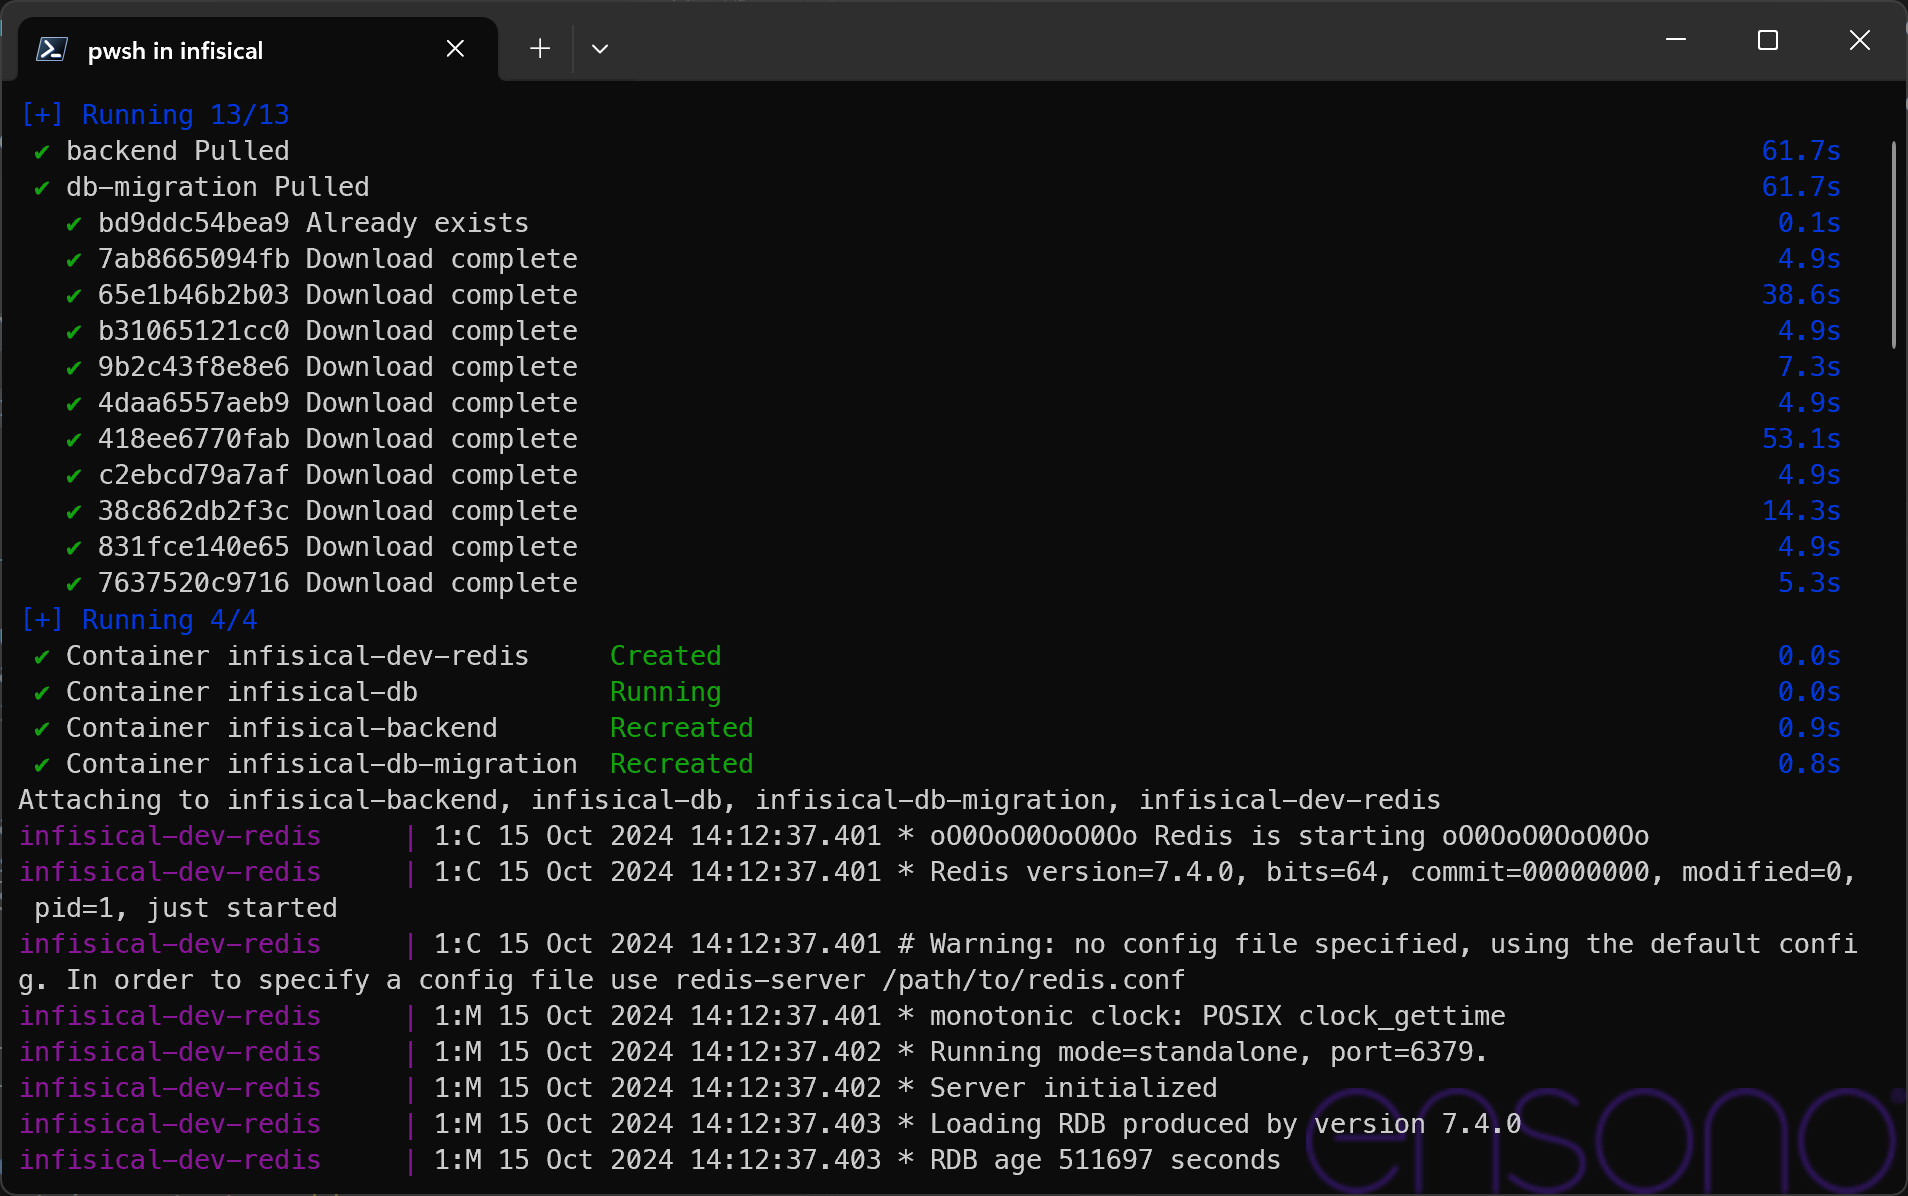 pwsh in infisical
[+] Running 13/13
✔ backend Pulled 61.7s
✔ db-migration Pulled 61.7s
✔ bd9ddc54bea9 Already exists 0.1s
✔ 7ab8665094fb Download complete 4.9s
✔ 65e1b46b2b03 Download complete 38.6s
✔ b31065121cc0 Download complete 4.9s
✔ 9b2c43f8e8e6 Download complete 7.3s
✔ 4daa6557aeb9 Download complete 4.9s
✔ 418ee6770fab Download complete 53.1s
✔ c2ebcd79a7af Download complete 4.9s
✔ 38c862db2f3c Download complete 14.3s
✔ 831fce140e65 Download complete 4.9s
✔ 7637520c9716 Download complete 5.3s
[+] Running 4/4
✔ Container infisical-dev-redis Created 0.0s
✔ Container infisical-db Running 0.0s
✔ Container infisical-backend Recreated 0.9s
✔ Container infisical-db-migration Recreated 0.8s
Attaching to infisical-backend, infisical-db, infisical-db-migration, infisical-dev-redis
infisical-dev-redis | 1:C 15 Oct 2024 14:12:37.401 * oO0OoO0OoO0Oo Redis is starting oO0OoO0OoO0Oo
infisical-dev-redis | 1:C 15 Oct 2024 14:12:37.401 * Redis version=7.4.0, bits=64, commit=00000000, modified=0,
pid=1, just started
infisical-dev-redis | 1:C 15 Oct 2024 14:12:37.401 # Warning: no config file specified, using the default confi
g. In order to specify a config file use redis-server /path/to/redis.conf
infisical-dev-redis | 1:M 15 Oct 2024 14:12:37.401 * monotonic clock: POSIX clock_gettime
infisical-dev-redis | 1:M 15 Oct 2024 14:12:37.402 * Running mode=standalone, port=6379.
infisical-dev-redis | 1:M 15 Oct 2024 14:12:37.402 * Server initialized
infisical-dev-redis | 1:M 15 Oct 2024 14:12:37.403 * Loading RDB produced by version 7.4.0
infisical-dev-redis | 1:M 15 Oct 2024 14:12:37.403 * RDB age 511697 seconds
ensono